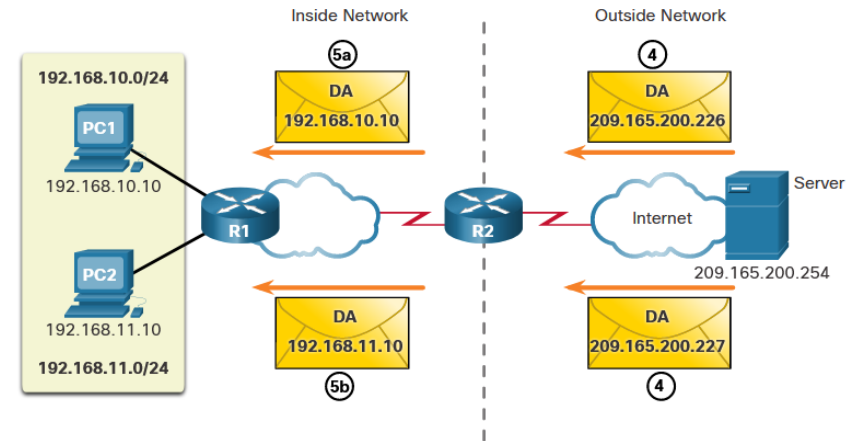 Inside Network
Outside Network
5a
4
192.168.10.0/24
DA
192.168.10.10
DA
209.165.200.226
PC1
192.168.10.10
Server
R1
R2
Internet
PC2
209.165.200.254
192.168.11.10
DA
192.168.11.10
DA
209.165.200.227
192.168.11.0/24
5b
4